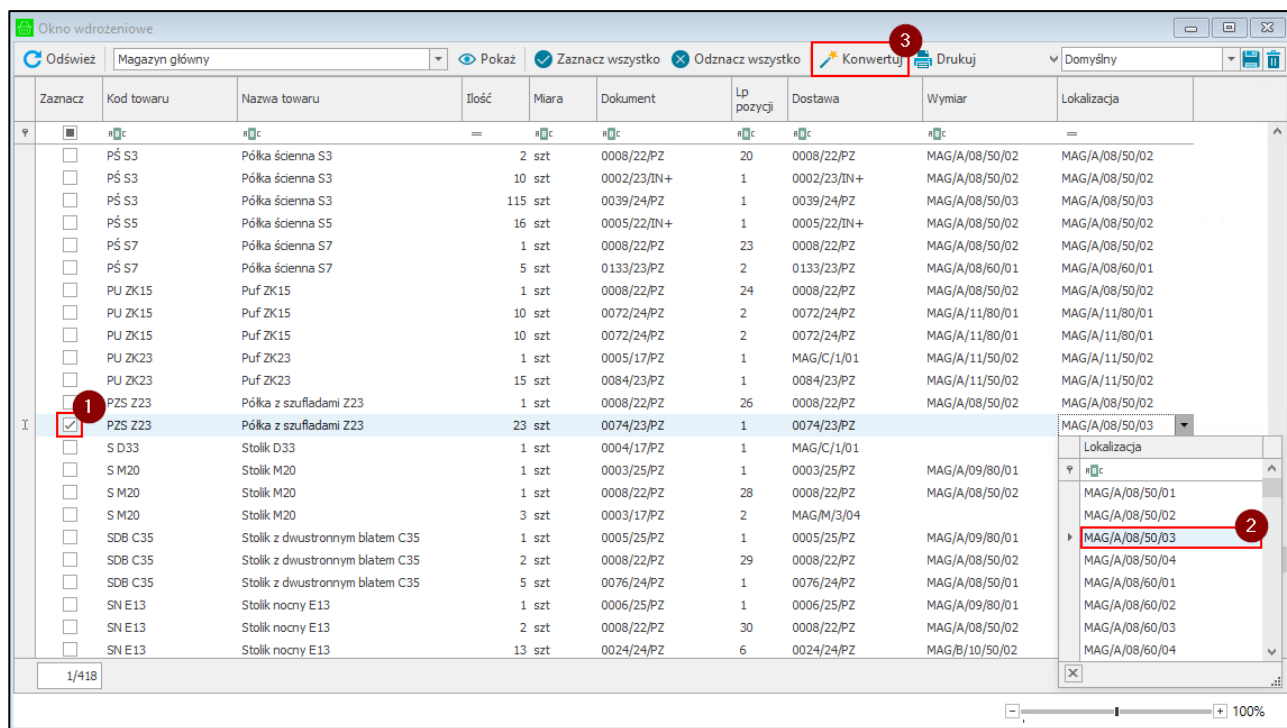 Okno wdrożeniowe
3
Odśwież Magazyn główny Pokaż Zaznacz wszystko Odznacz wszystko Konwertuj Drukuj Domyślny
Zaznacz Kod towaru Nazwa towaru Ilość Miara Dokument Lp pozycji Dostawa Wymiar Lokalizacja
ABC ABC = ABC ABC ABC ABC ABC =
PŚ S3 Półka ścienna S3 2 szt 0008/22/PZ 20 0008/22/PZ MAG/A/08/50/02 MAG/A/08/50/02
PŚ S3 Półka ścienna S3 10 szt 0002/23/IN+ 1 0002/23/IN+ MAG/A/08/50/02 MAG/A/08/50/02
PŚ S3 Półka ścienna S3 115 szt 0039/24/PZ 1 0039/24/PZ MAG/A/08/50/03 MAG/A/08/50/03
PŚ S5 Półka ścienna S5 16 szt 0005/22/IN+ 1 0005/22/IN+ MAG/A/08/50/02 MAG/A/08/50/02
PŚ S7 Półka ścienna S7 1 szt 0008/22/PZ 23 0008/22/PZ MAG/A/08/50/02 MAG/A/08/50/02
PŚ S7 Półka ścienna S7 5 szt 0133/23/PZ 2 0133/23/PZ MAG/A/08/60/01 MAG/A/08/60/01
PU ZK15 Puf ZK15 1 szt 0008/22/PZ 24 0008/22/PZ MAG/A/08/50/02 MAG/A/08/50/02
PU ZK15 Puf ZK15 10 szt 0072/24/PZ 2 0072/24/PZ MAG/A/11/80/01 MAG/A/11/80/01
PU ZK15 Puf ZK15 10 szt 0072/24/PZ 2 0072/24/PZ MAG/A/11/80/01 MAG/A/11/80/01
PU ZK23 Puf ZK23 1 szt 0005/17/PZ 1 MAG/C/1/01 MAG/A/11/50/02 MAG/A/11/50/02
PU ZK23 Puf ZK23 15 szt 0084/23/PZ 1 0084/23/PZ MAG/A/11/50/02 MAG/A/11/50/02
1 PZS Z23 Półka z szufladami Z23 1 szt 0008/22/PZ 26 0008/22/PZ MAG/A/08/50/02 MAG/A/08/50/02
PZS Z23 Półka z szufladami Z23 23 szt 0074/23/PZ 1 0074/23/PZ MAG/A/08/50/03
S D33 Stolik D33 1 szt 0004/17/PZ 1 MAG/C/1/01 Lokalizacja
S M20 Stolik M20 1 szt 0003/25/PZ 1 0003/25/PZ MAG/A/09/80/01 ABC
S M20 Stolik M20 1 szt 0008/22/PZ 28 0008/22/PZ MAG/A/08/50/02 MAG/A/08/50/01
S M20 Stolik M20 3 szt 0003/17/PZ 2 MAG/M/3/04 MAG/A/08/50/02 2
SDB C35 Stolik z dwustronnym blatem C35 1 szt 0005/25/PZ 1 0005/25/PZ MAG/A/09/80/01 MAG/A/08/50/03
SDB C35 Stolik z dwustronnym blatem C35 2 szt 0008/22/PZ 29 0008/22/PZ MAG/A/08/50/02 MAG/A/08/50/04
SDB C35 Stolik z dwustronnym blatem C35 5 szt 0076/24/PZ 1 0076/24/PZ MAG/A/08/50/01 MAG/A/08/60/01
SN E13 Stolik nocny E13 1 szt 0006/25/PZ 1 0006/25/PZ MAG/A/09/80/01 MAG/A/08/60/02
SN E13 Stolik nocny E13 2 szt 0008/22/PZ 30 0008/22/PZ MAG/A/08/50/02 MAG/A/08/60/03
SN E13 Stolik nocny E13 13 szt 0024/24/PZ 6 0024/24/PZ MAG/B/10/50/02 MAG/A/08/60/04
1/418
100%